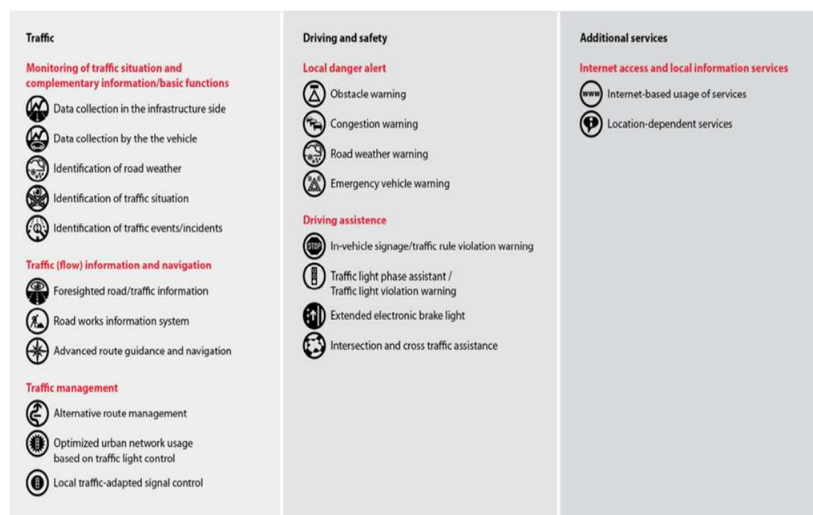 Traffic
Monitoring of traffic situation and
complementary information/basic functions
Data collection in the infrastructure side
Data collection by the the vehicle
Identification of road weather
Identification of traffic situation
Identification of traffic events/incidents
Traffic (flow) information and navigation
Foresighted road/traffic information
Road works information system
Advanced route guidance and navigation
Traffic management
Alternative route management
Optimized urban network usage
based on traffic light control
Local traffic-adapted signal control
Driving and safety
Local danger alert
Obstacle warning
Congestion warning
Road weather warning
Emergency vehicle warning
Driving assistence
STOP
In-vehicle signage/traffic rule violation warning
Traffic light phase assistant /
Traffic light violation warning
Extended electronic brake light
Intersection and cross traffic assistance
Additional services
Internet access and local information services
www
Internet-based usage of services
Location-dependent services